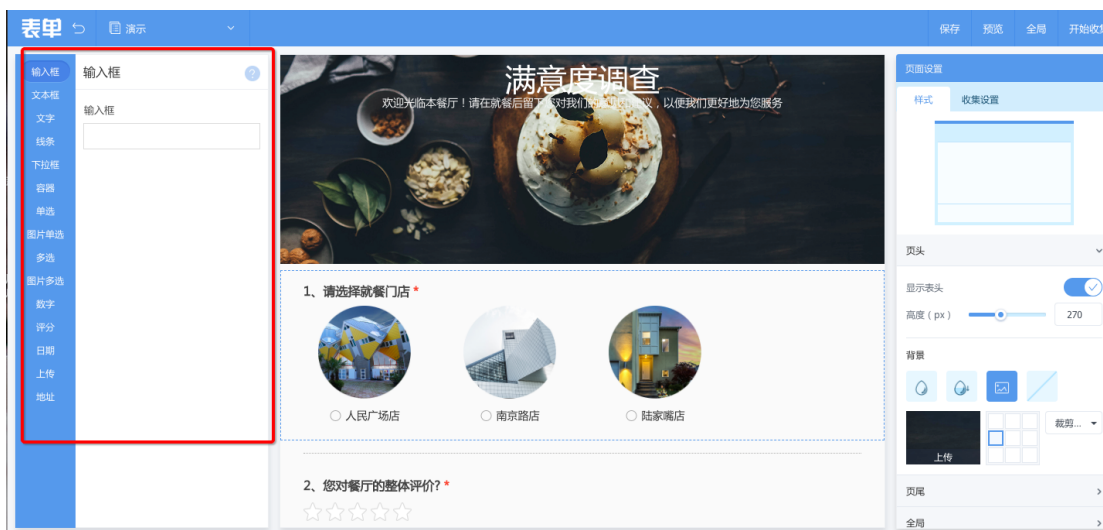 表单 演示 保存 预览 全局 开始收集
输入框
文本框
文字
线条
下拉框
容器
单选
图片单选
多选
图片多选
数字
评分
日期
上传
地址
输入框
输入框
满意度调查
欢迎光临本餐厅！请在就餐后留下
对我们的
，以便我们更好地为您服务
1、请选择就餐门店 *
人民广场店 南京路店 陆家嘴店
2、您对餐厅的整体评价? *
页面设置
样式 收集设置
页头
显示表头
高度（px） 270
背景
裁剪...
上传
页尾
全局